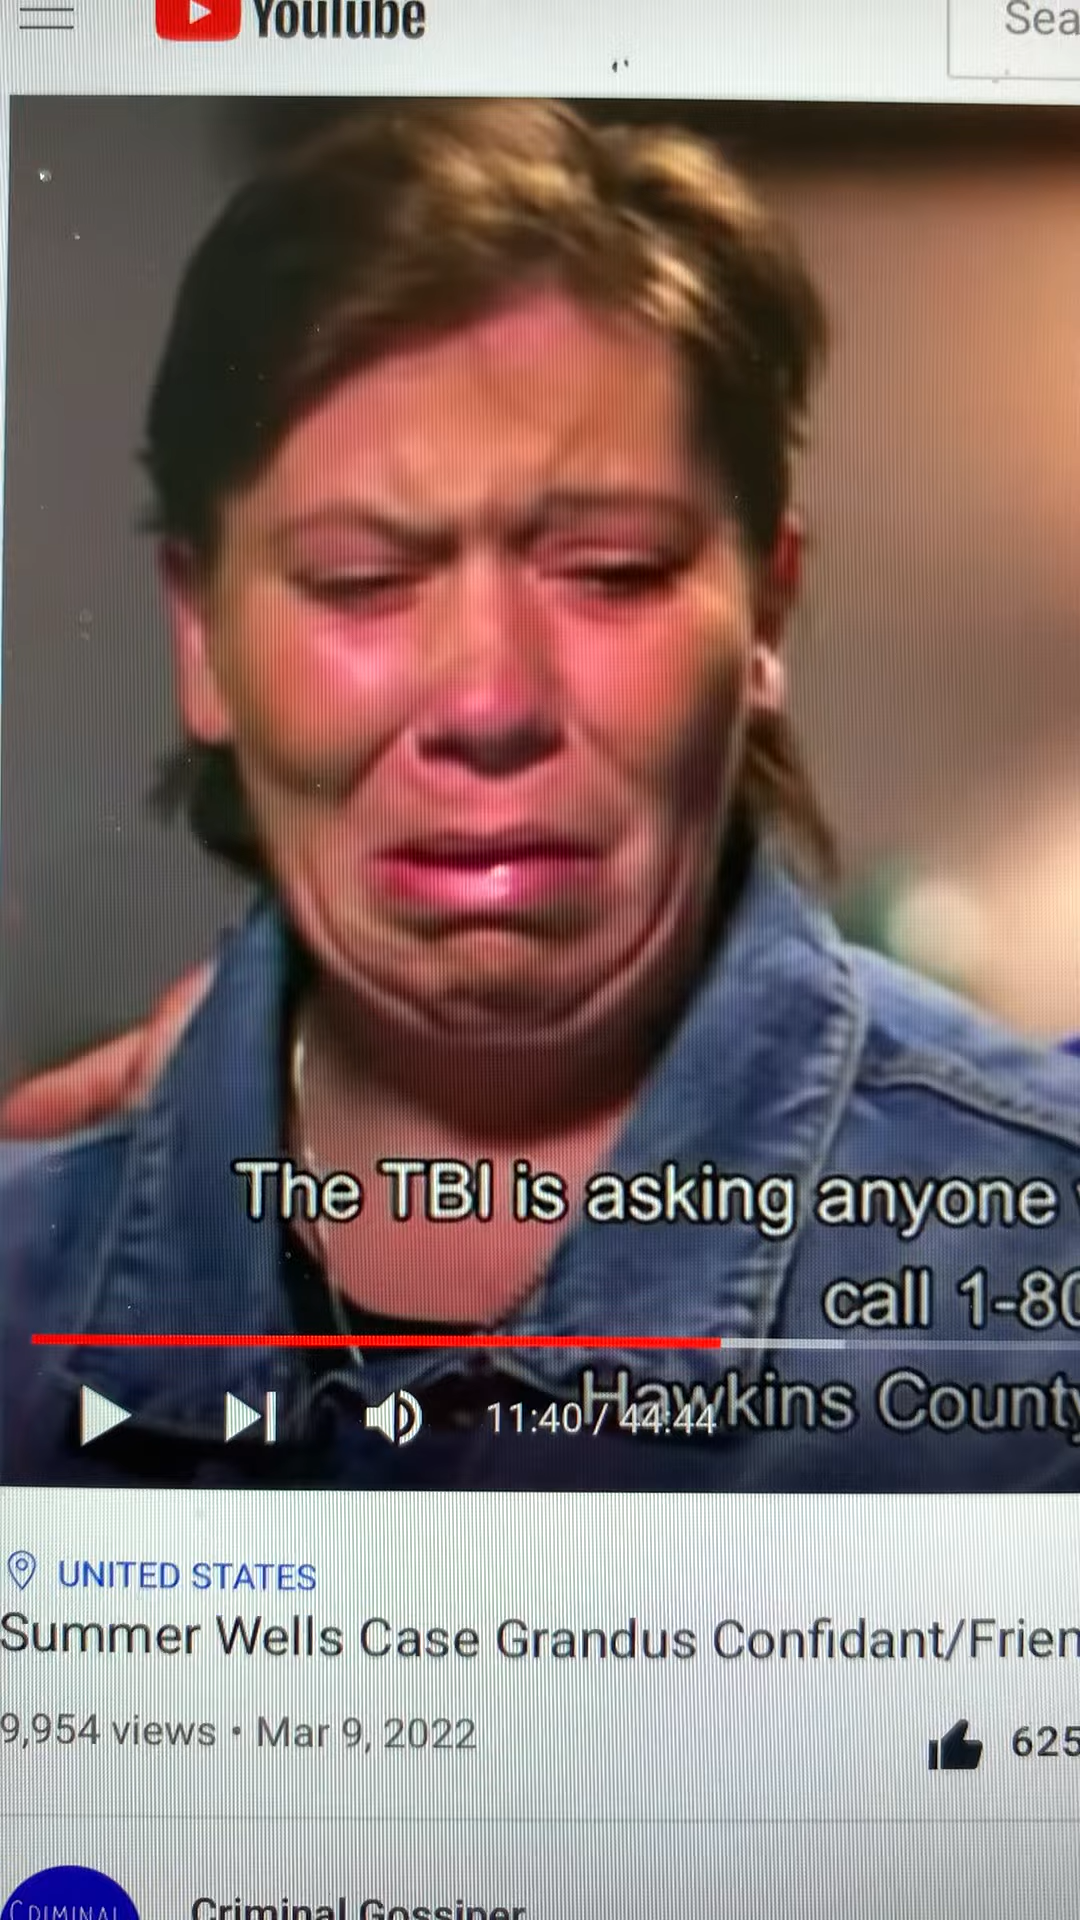 YouTube
Sea
The TBI is asking anyone
call 1-80
Hawkins County
11:40 / 44:44
UNITED STATES
Summer Wells Case Grandus Confidant/Frien
9,954 views • Mar 9, 2022
625
CRIMINAL
Criminal Gossiper